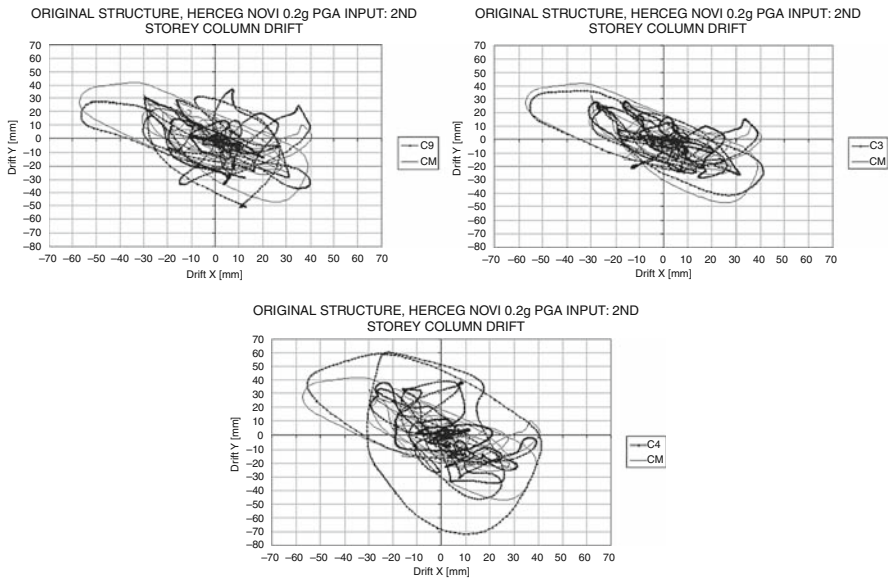 ORIGINAL STRUCTURE, HERCEG NOVI 0.2g PGA INPUT: 2ND
STOREY COLUMN DRIFT
70
60
50
40
30
20
10
0
–10
–20
–30
–40
–50
–60
–70
–80
Drift Y [mm]
–70 –60 –50 –40 –30 –20 –10 0 10 20 30 40 50 60 70
Drift X [mm]
C9
CM
ORIGINAL STRUCTURE, HERCEG NOVI 0.2g PGA INPUT: 2ND
STOREY COLUMN DRIFT
70
60
50
40
30
20
10
0
–10
–20
–30
–40
–50
–60
–70
–80
Drift Y [mm]
–70 –60 –50 –40 –30 –20 –10 0 10 20 30 40 50 60 70
Drift X [mm]
C3
CM
ORIGINAL STRUCTURE, HERCEG NOVI 0.2g PGA INPUT: 2ND
STOREY COLUMN DRIFT
70
60
50
40
30
20
10
0
–10
–20
–30
–40
–50
–60
–70
–80
Drift Y [mm]
–70 –60 –50 –40 –30 –20 –10 0 10 20 30 40 50 60 70
Drift X [mm]
C4
CM